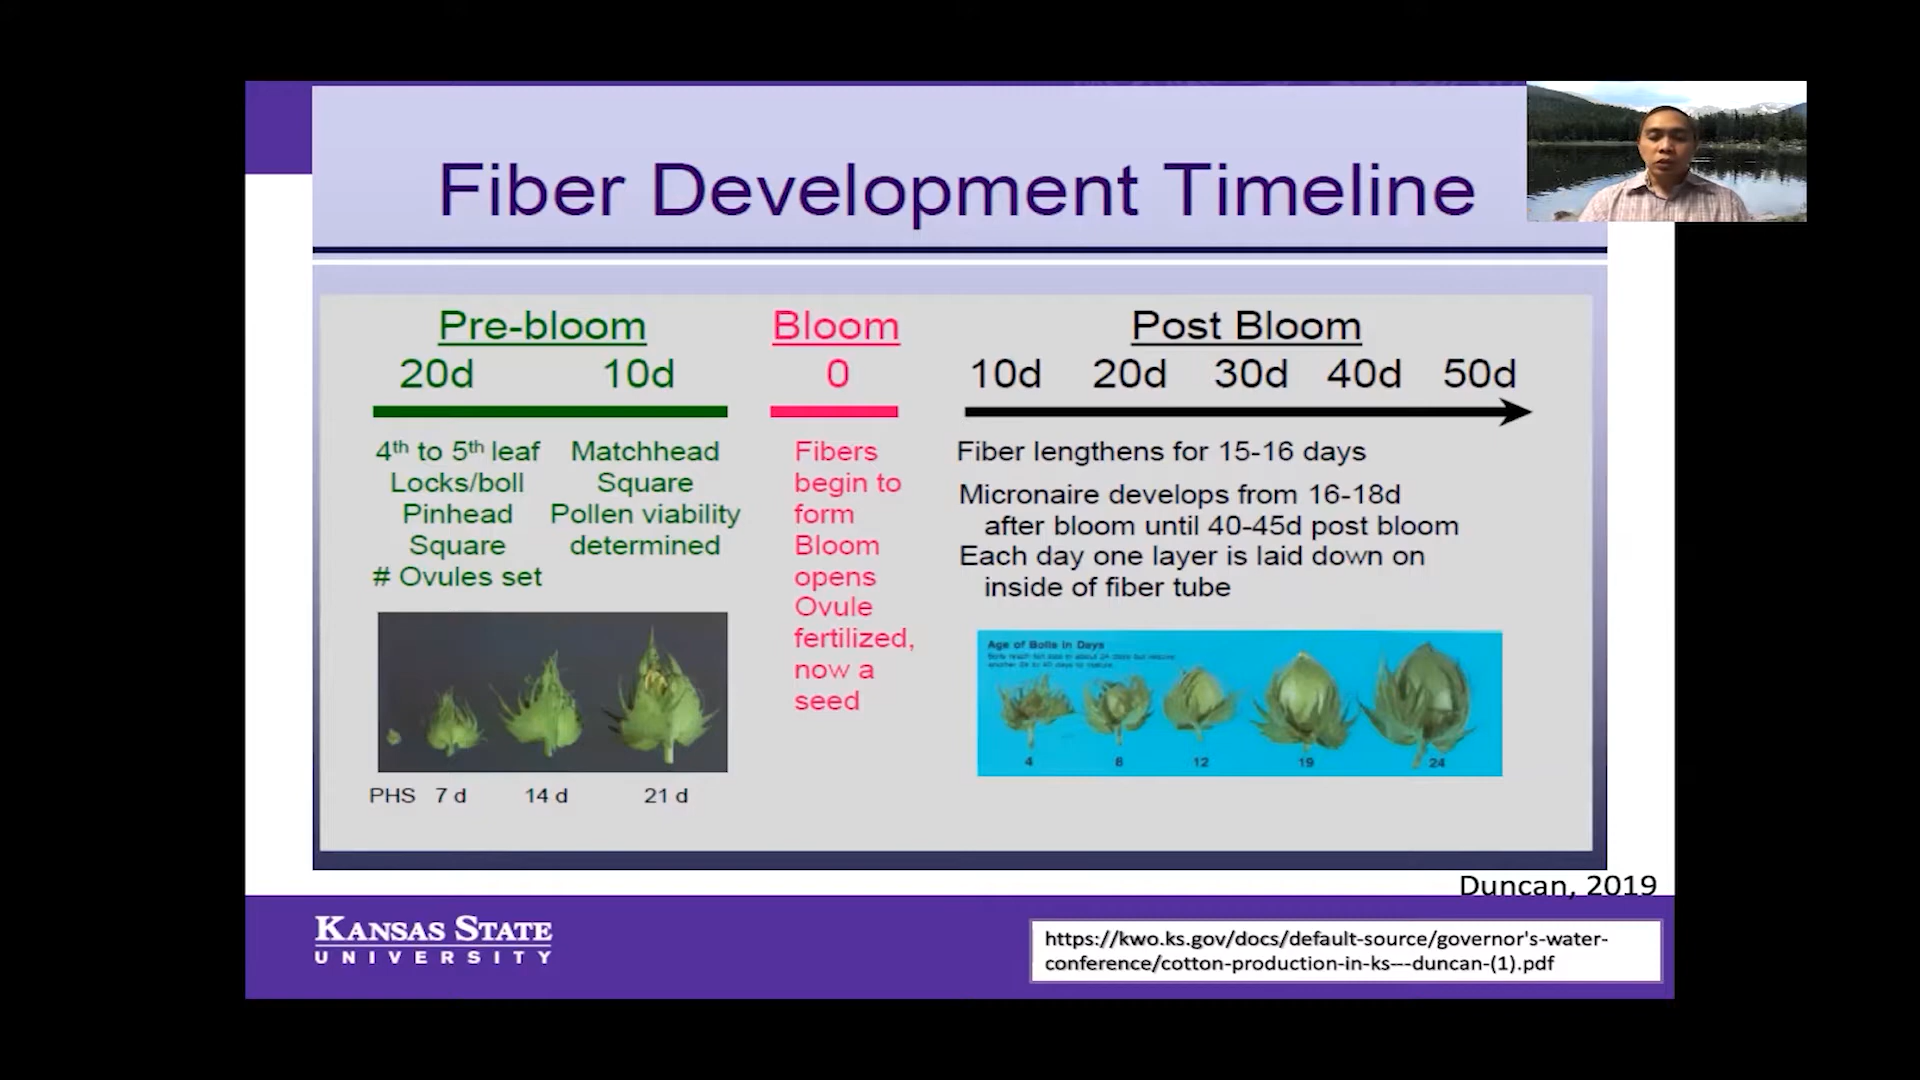 Fiber Development Timeline
Pre-bloom
20d 10d
4th to 5th leaf
Locks/boll
Pinhead
Square
# Ovules set
Matchhead
Square
Pollen viability
determined
PHS 7 d 14 d 21 d
Bloom
0
Fibers
begin to
form
Bloom
opens
Ovule
fertilized,
now a
seed
Post Bloom
10d 20d 30d 40d 50d
Fiber lengthens for 15-16 days
Micronaire develops from 16-18d
after bloom until 40-45d post bloom
Each day one layer is laid down on
inside of fiber tube
Age of Bolls in Days
4 8 12 19 24
Duncan, 2019
KANSAS STATE
UNIVERSITY
https://kwo.ks.gov/docs/default-source/governor's-water-
conference/cotton-production-in-ks---duncan-(1).pdf